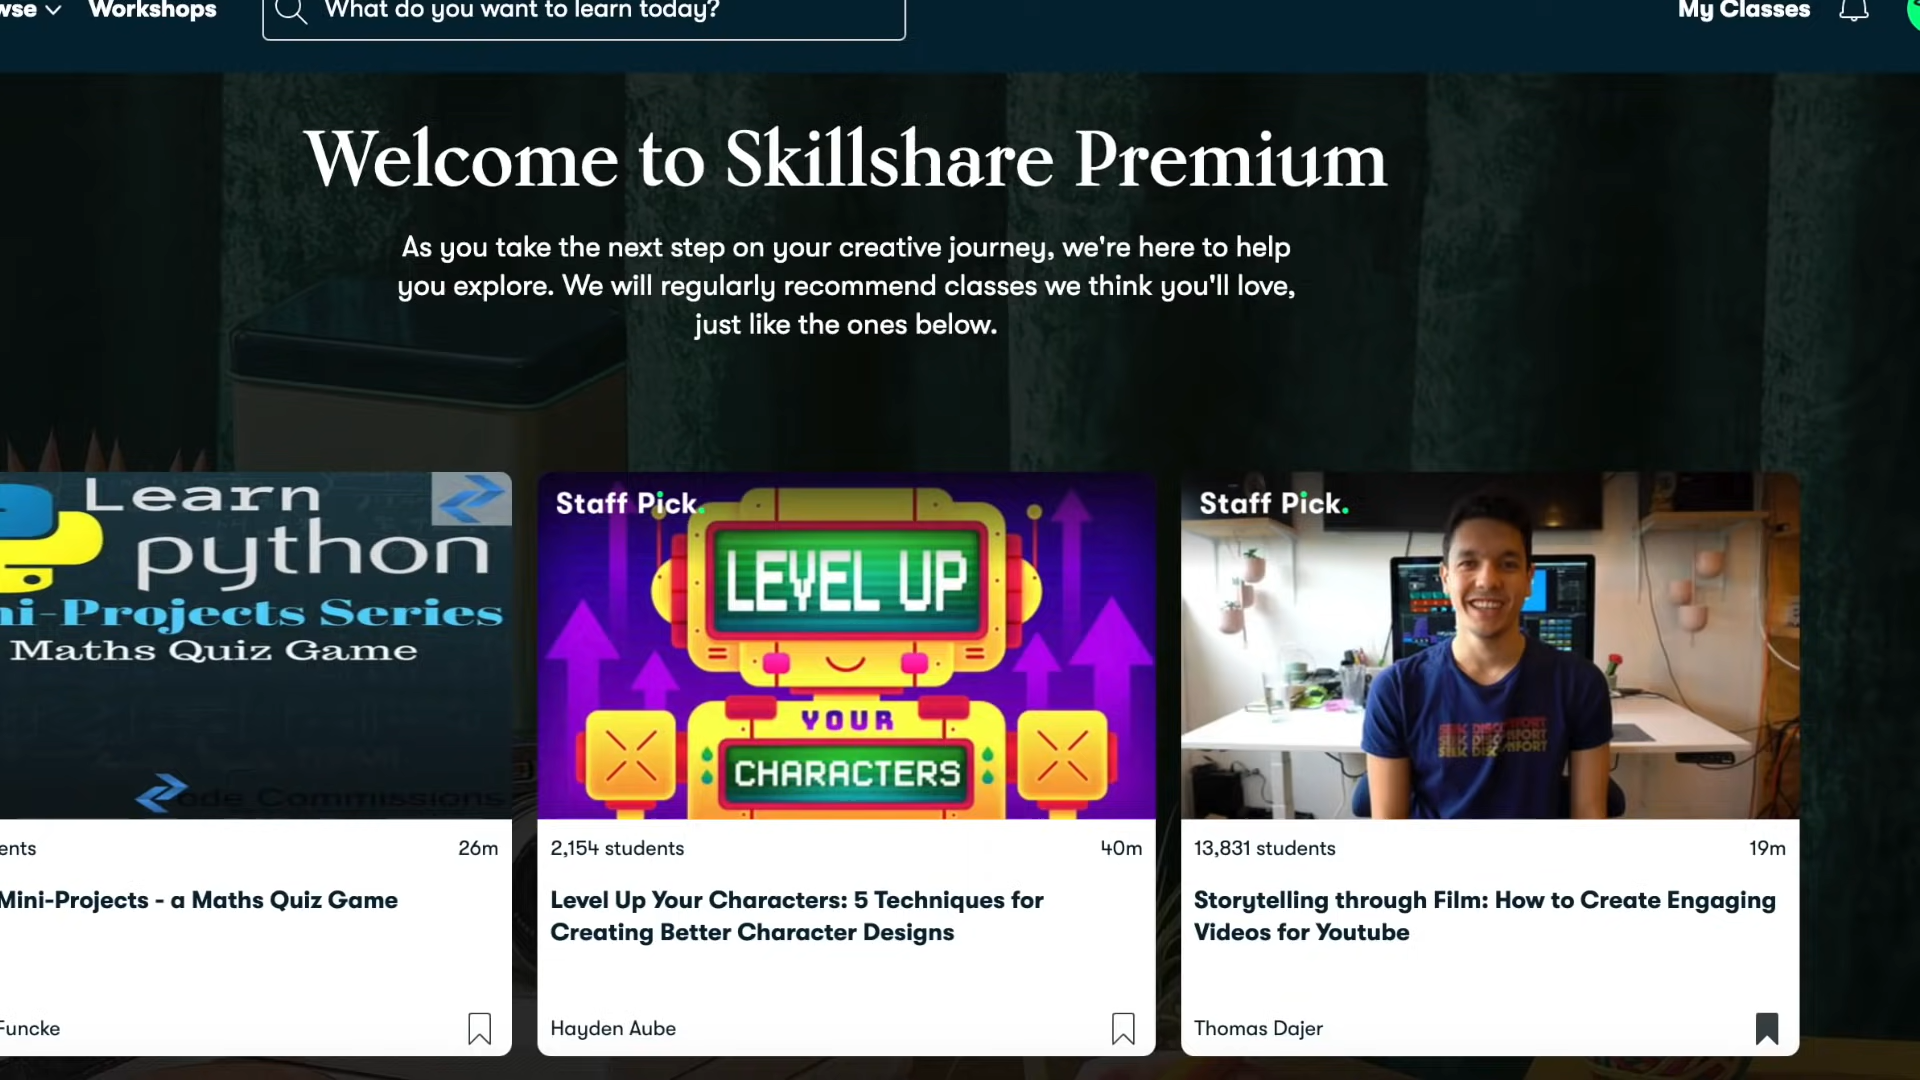 Workshops
What do you want to learn today?
My Classes
Welcome to Skillshare Premium
As you take the next step on your creative journey, we're here to help
you explore. We will regularly recommend classes we think you'll love,
just like the ones below.
Learn
python
Projects Series
Maths Quiz Game
ode Commissions
26m
Mini-Projects - a Maths Quiz Game
Funcke
Staff Pick.
LEVEL UP
YOUR
CHARACTERS
2,154 students
40m
Level Up Your Characters: 5 Techniques for
Creating Better Character Designs
Hayden Aube
Staff Pick.
13,831 students
19m
Storytelling through Film: How to Create Engaging
Videos for Youtube
Thomas Dajer